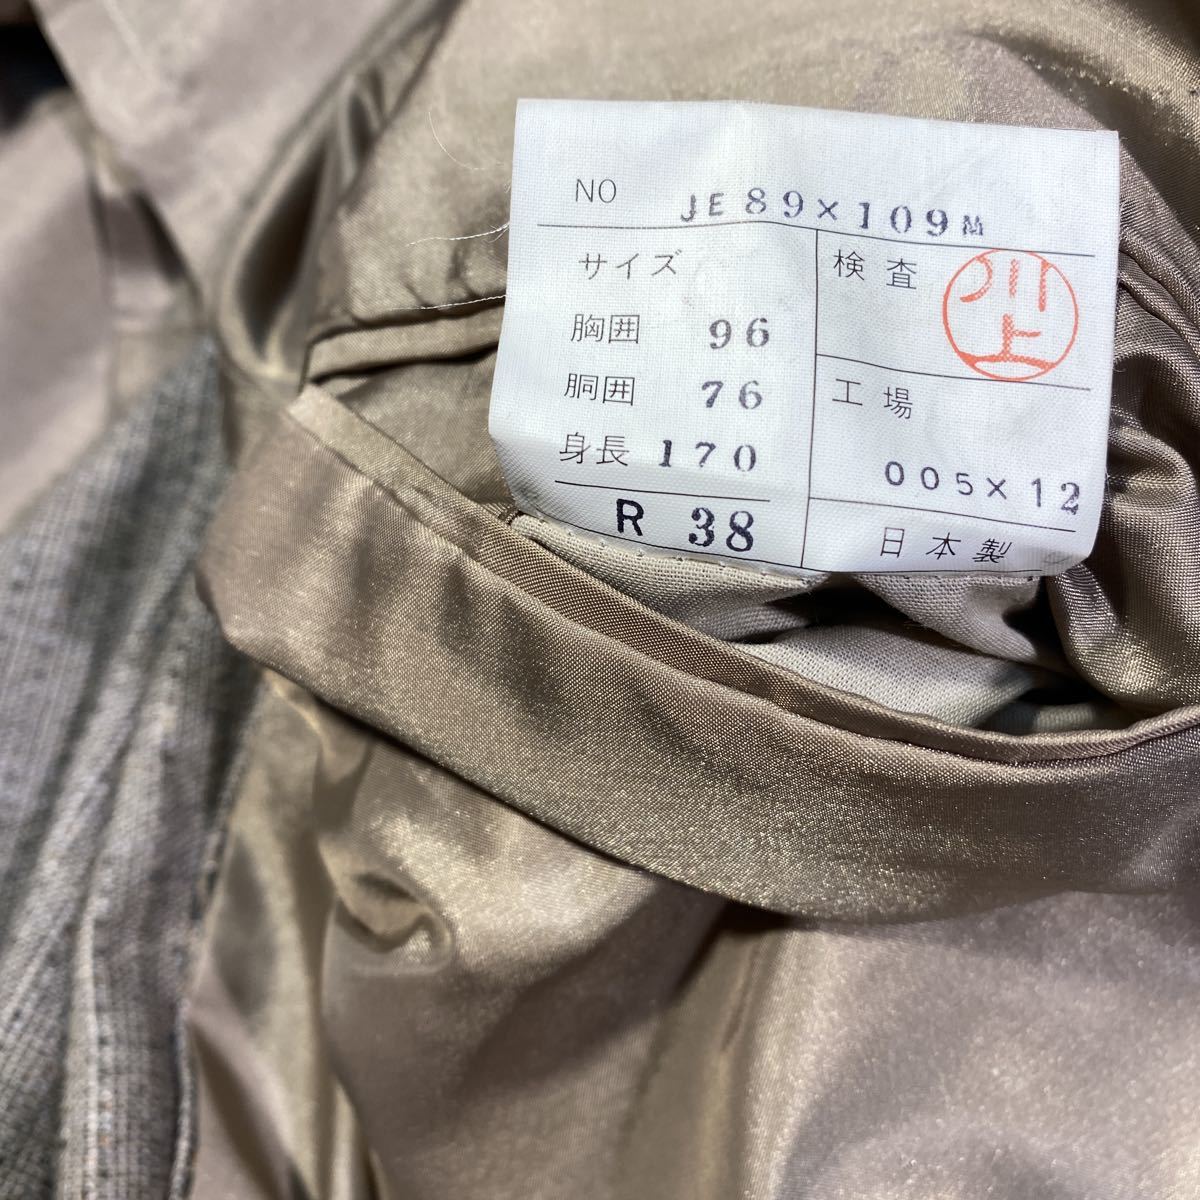 NO JE 89×109M
サイズ
胸囲 96
胴囲 76
身長 170
R 38
検査
川上
工場
005×12
日本製